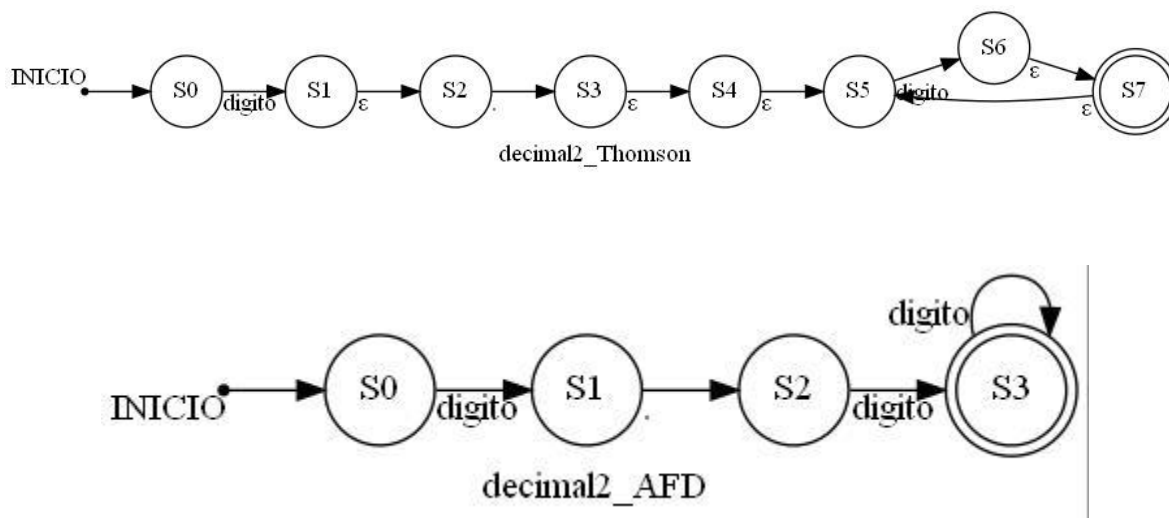 INICIO S0 digito S1 ε S2 . S3 ε S4 ε S5 digito S6 ε S7 ε
decimal2_Thomson
INICIO S0 digito S1 . S2 digito S3 digito
decimal2_AFD